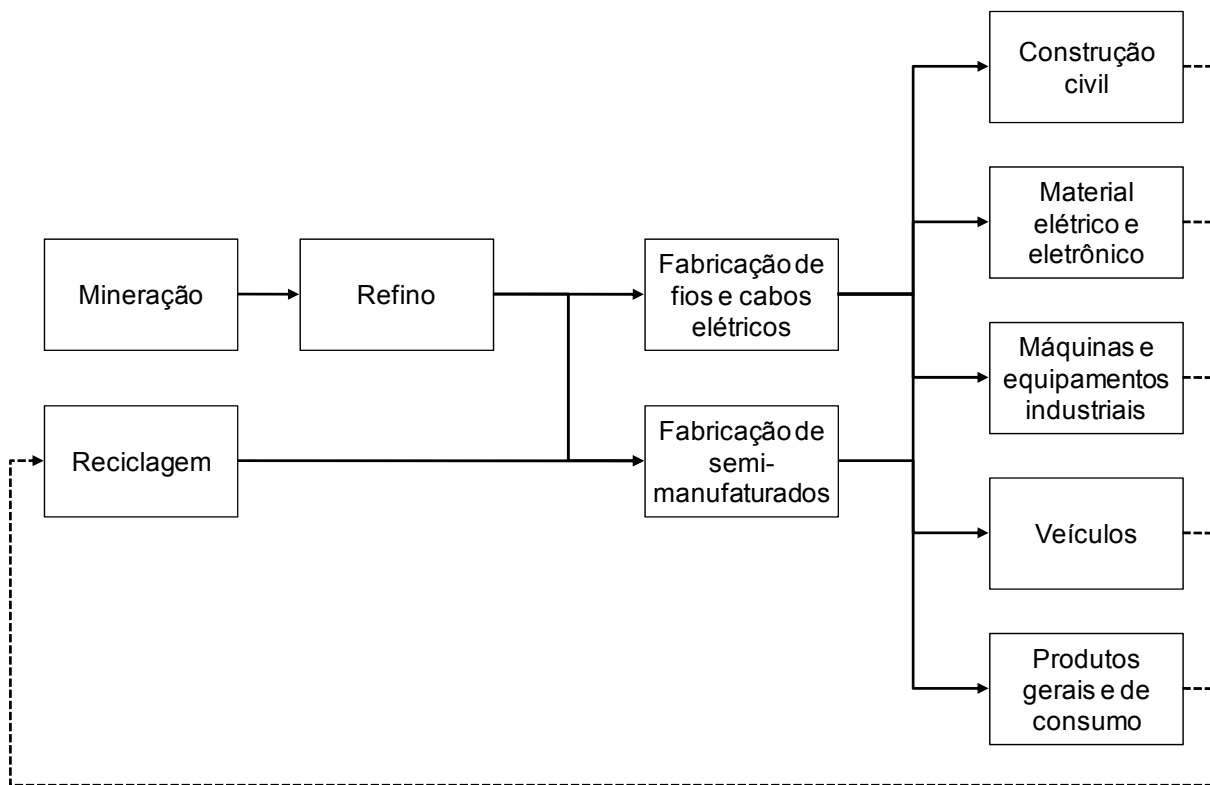 Construção
civil
Material
elétrico e
eletrônico
Mineração
Refino
Fabricação de
fios e cabos
elétricos
Máquinas e
equipamentos
industriais
Reciclagem
Fabricação de
semi-
manufaturados
Veículos
Produtos
gerais e de
consumo